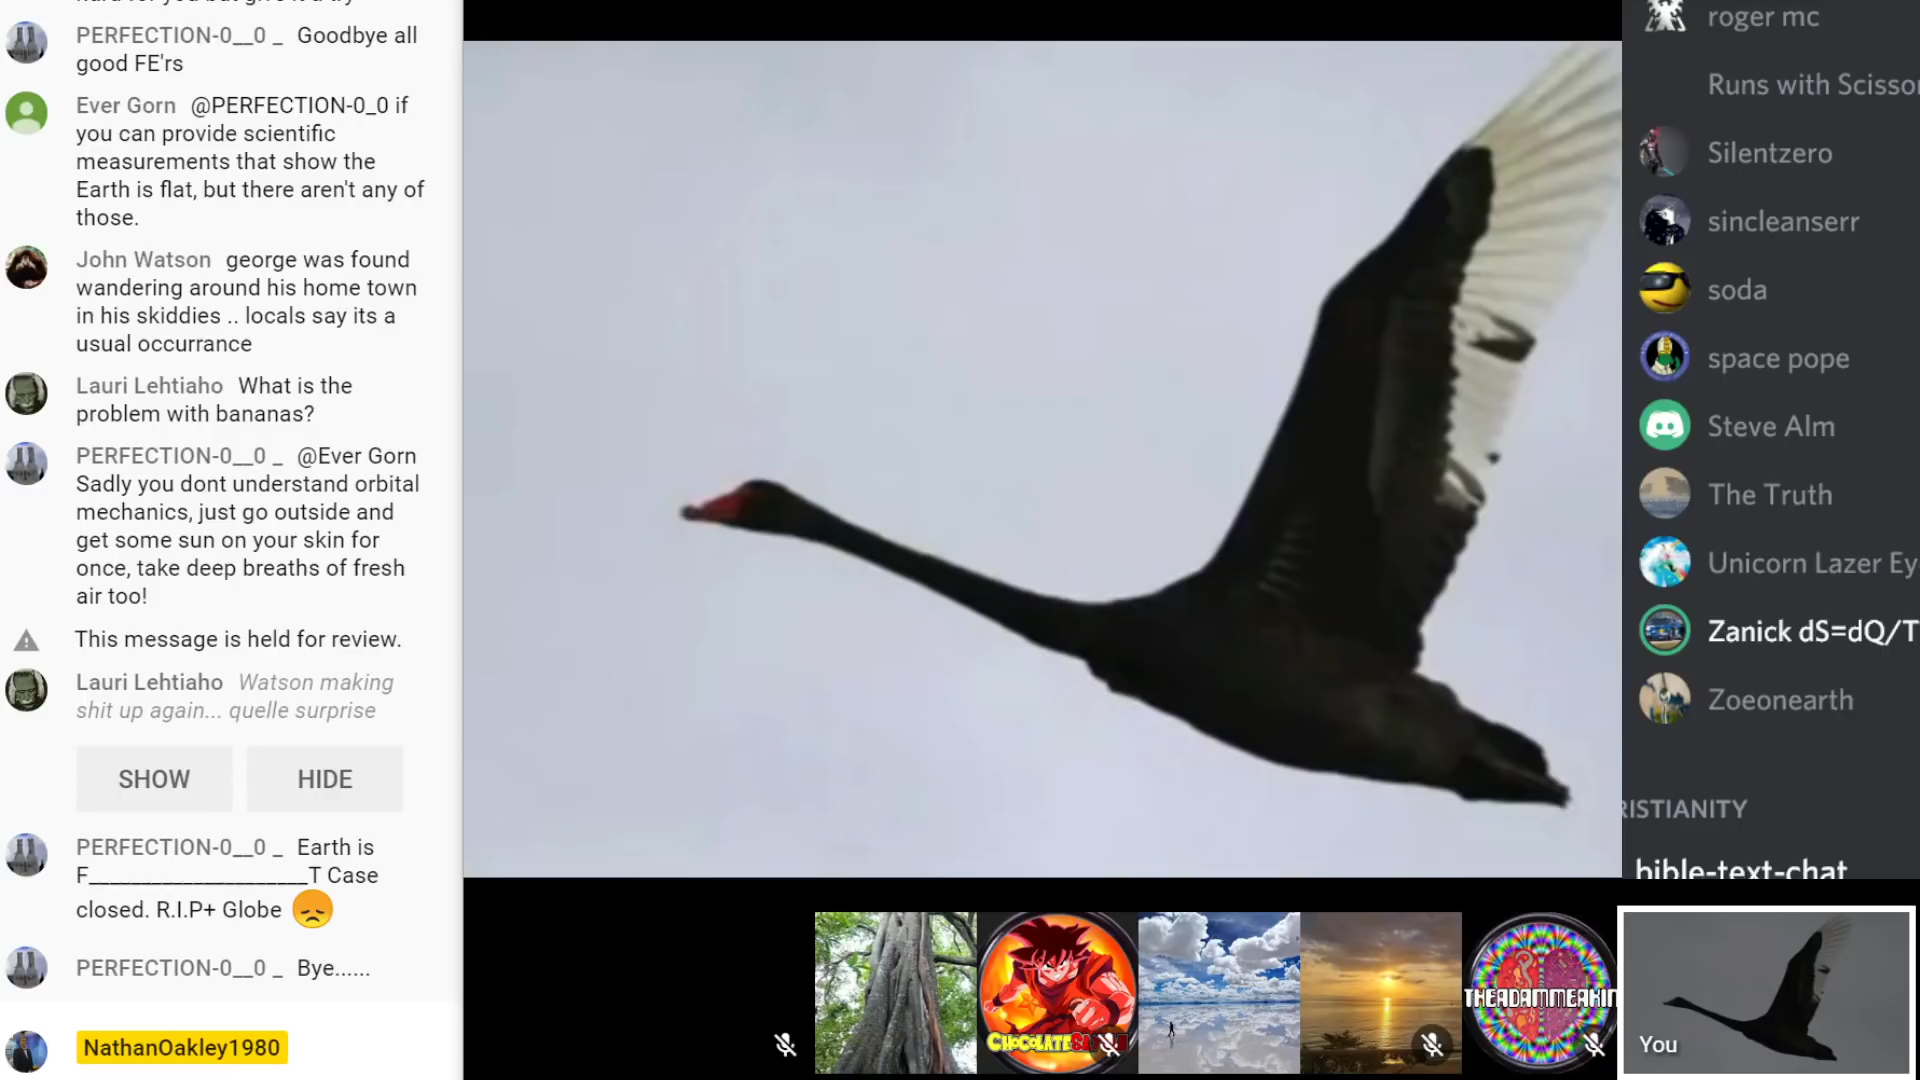 PERFECTION-0__0 _ Goodbye all
good FE'rs
Ever Gorn @PERFECTION-0_0 if
you can provide scientific
measurements that show the
Earth is flat, but there aren't any of
those.
John Watson george was found
wandering around his home town
in his skiddies .. locals say its a
usual occurrance
Lauri Lehtiaho What is the
problem with bananas?
PERFECTION-0__0 _ @Ever Gorn
Sadly you dont understand orbital
mechanics, just go outside and
get some sun on your skin for
once, take deep breaths of fresh
air too!
This message is held for review.
Lauri Lehtiaho Watson making
shit up again... quelle surprise
SHOW HIDE
PERFECTION-0__0 _ Earth is
F____________________T Case
closed. R.I.P+ Globe
PERFECTION-0__0 _ Bye......
NathanOakley1980
roger mc
Runs with Scisso
Silentzero
sincleanserr
soda
space pope
Steve Alm
The Truth
Unicorn Lazer Ey
Zanick dS=dQ/T
Zoeonearth
RISTIANITY
bible-text-chat
THEADAMMEAKIN
You